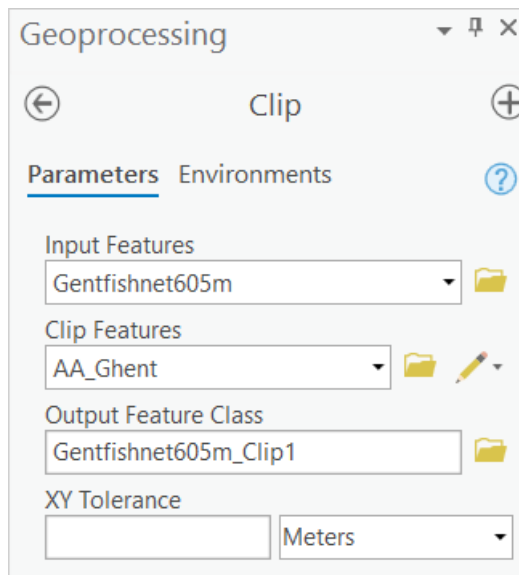 Geoprocessing
Clip
Parameters Environments
Input Features
Gentfishnet605m
Clip Features
AA_Ghent
Output Feature Class
Gentfishnet605m_Clip1
XY Tolerance
Meters